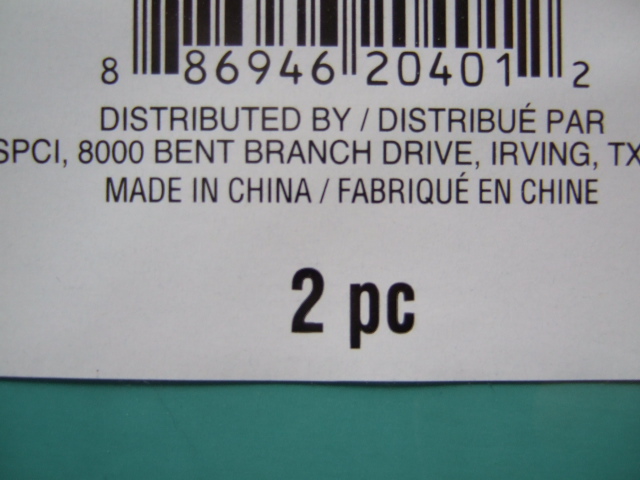 8 86946 20401 2
DISTRIBUTED BY / DISTRIBUÉ PAR
SPCI, 8000 BENT BRANCH DRIVE, IRVING, TX
MADE IN CHINA / FABRIQUÉ EN CHINE
2 pc